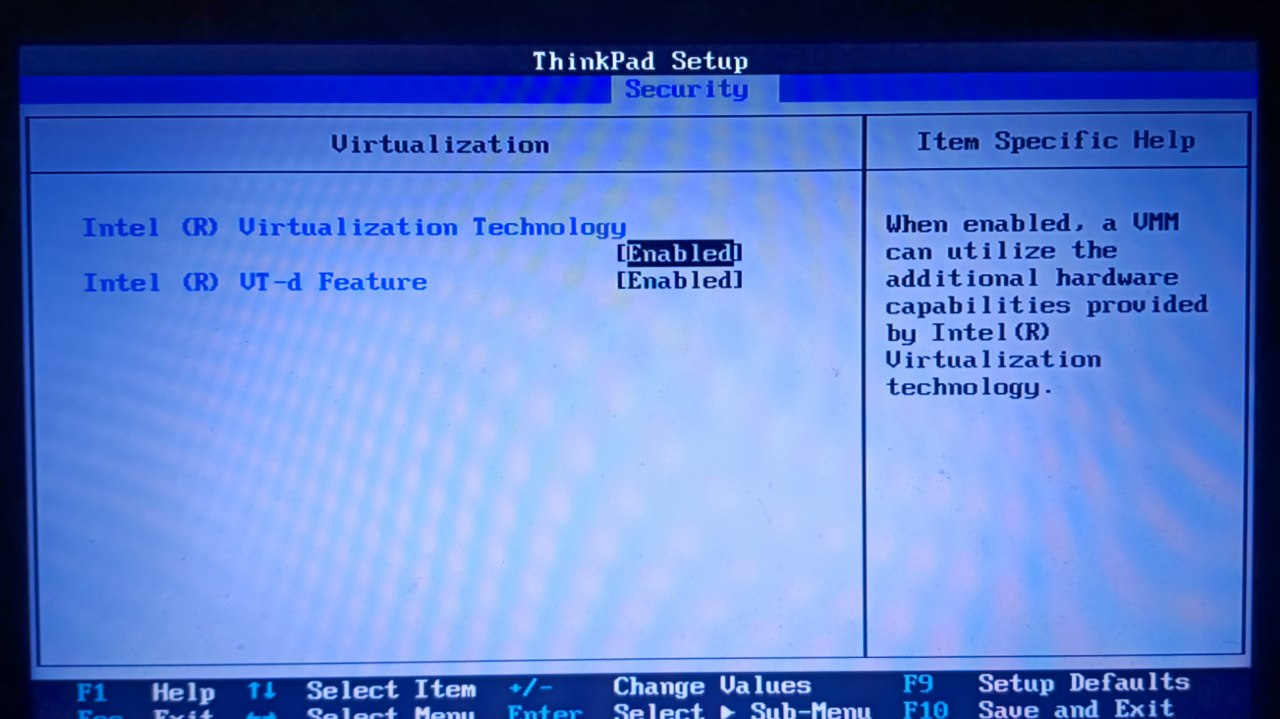 ThinkPad Setup
Security
Virtualization
Item Specific Help
Intel (R) Virtualization Technology
[Enabled]
Intel (R) VT-d Feature [Enabled]
When enabled, a VMM
can utilize the
additional hardware
capabilities provided
by Intel(R)
Virtualization
technology.
F1 Help ↑↓ Select Item +/- Change Values F9 Setup Defaults
Esc Exit ↔ Select Menu Enter Select ▶ Sub-Menu F10 Save and Exit